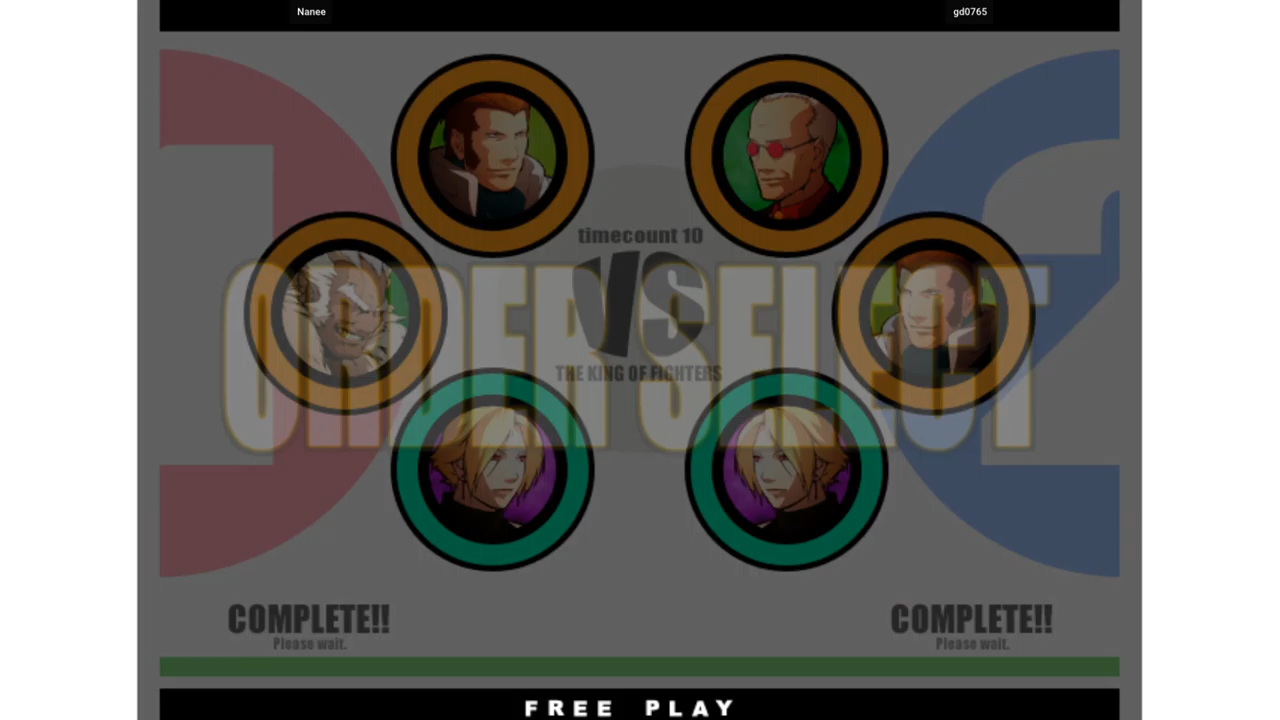 Nanee
gd0765
timecount 10
VS
ORDER SELECT
THE KING OF FIGHTERS
COMPLETE!!
Please wait.
COMPLETE!!
Please wait.
FREE PLAY